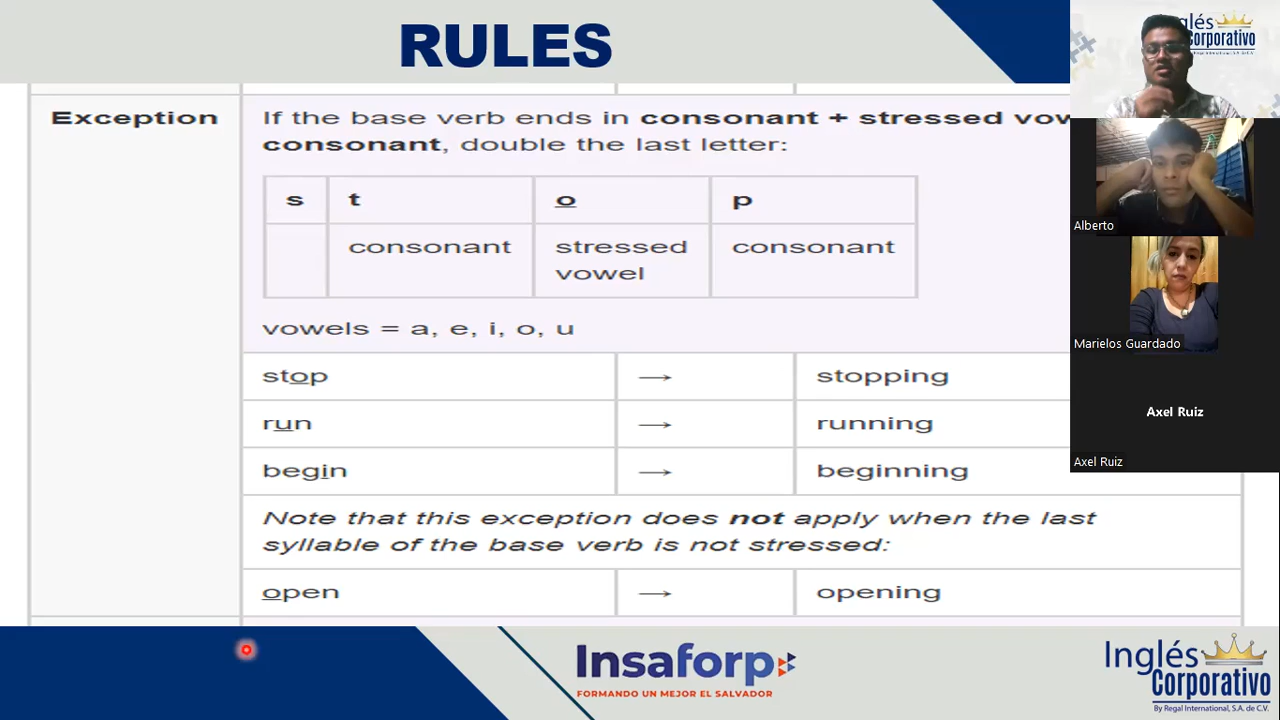 RULES
Exception
If the base verb ends in consonant + stressed
consonant, double the last letter:
s t o p
consonant stressed vowel consonant
vowels = a, e, i, o, u
stop → stopping
run → running
begin → beginning
Note that this exception does not apply when the last
syllable of the base verb is not stressed:
open → opening
Insaforp
FORMANDO UN MEJOR EL SALVADOR
Inglés
Corporativo
By Regal International, S.A. de C.V.
Corporativo
Alberto
Marielos Guardado
Axel Ruiz
Axel Ruiz